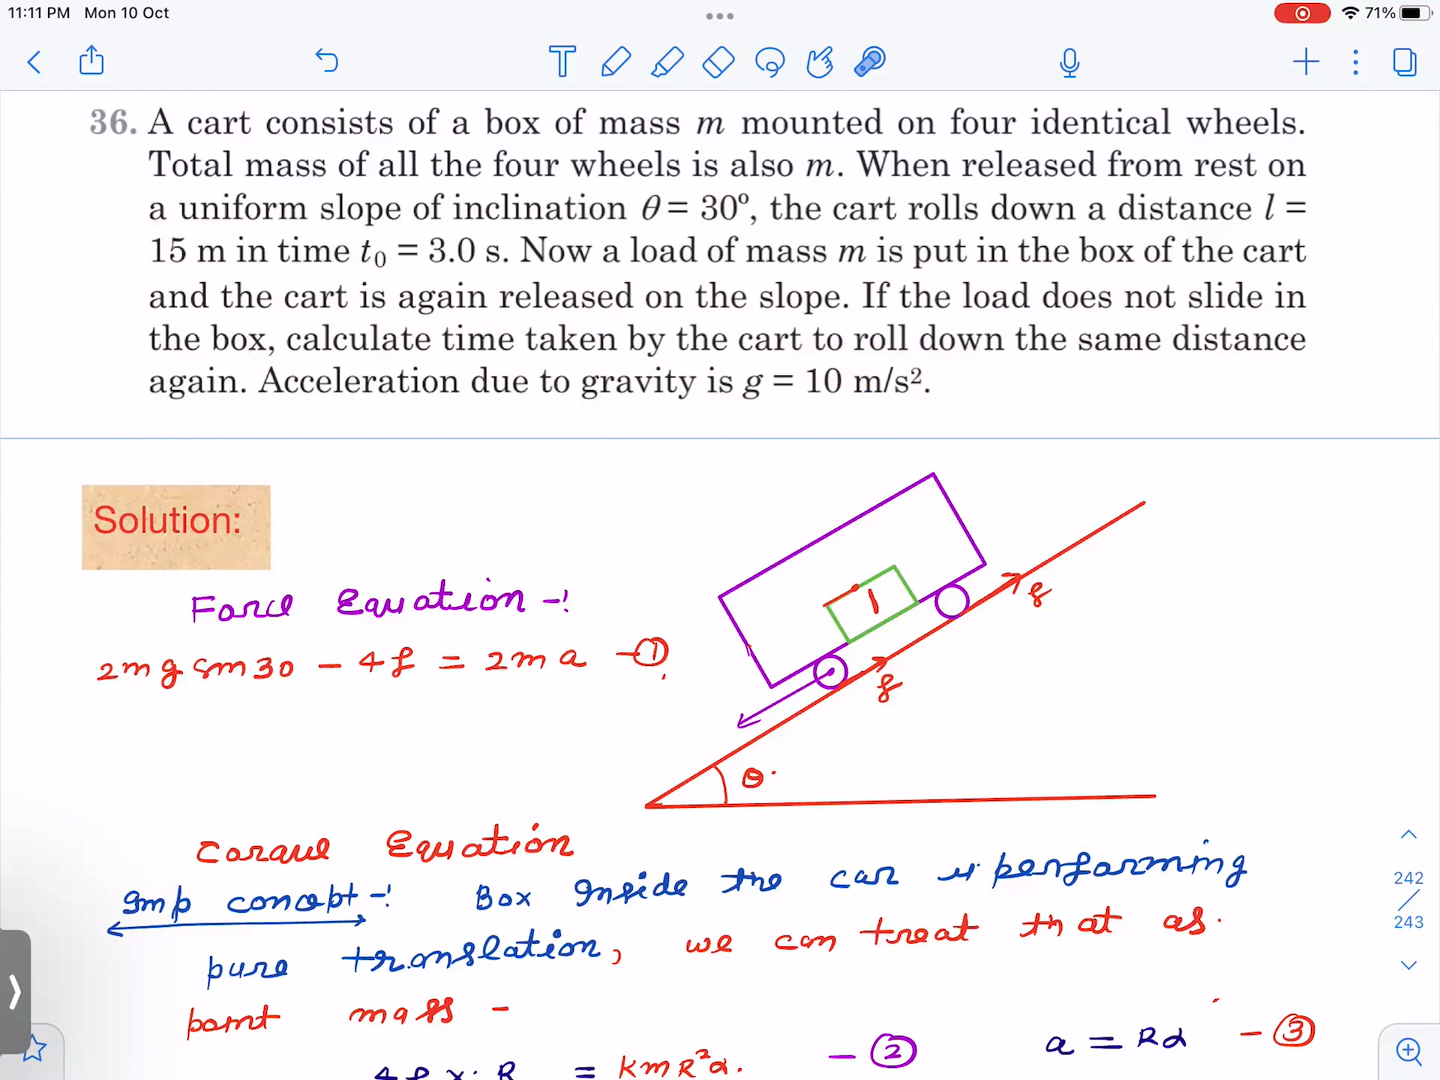 11:11 PM Mon 10 Oct
71%
36. A cart consists of a box of mass m mounted on four identical wheels.
Total mass of all the four wheels is also m. When released from rest on
a uniform slope of inclination θ = 30°, the cart rolls down a distance l =
15 m in time t₀ = 3.0 s. Now a load of mass m is put in the box of the cart
and the cart is again released on the slope. If the load does not slide in
the box, calculate time taken by the cart to roll down the same distance
again. Acceleration due to gravity is g = 10 m/s².
Solution:
Force Equation -!
2mg sin30 - 4f = 2ma -①
f
f
θ
Equation
Imp concept -! Box inside the car is performing
pure translation, we can treat that as
point mass -
a = Rα - ③
4f x R = kmR²α. - ②
242
243